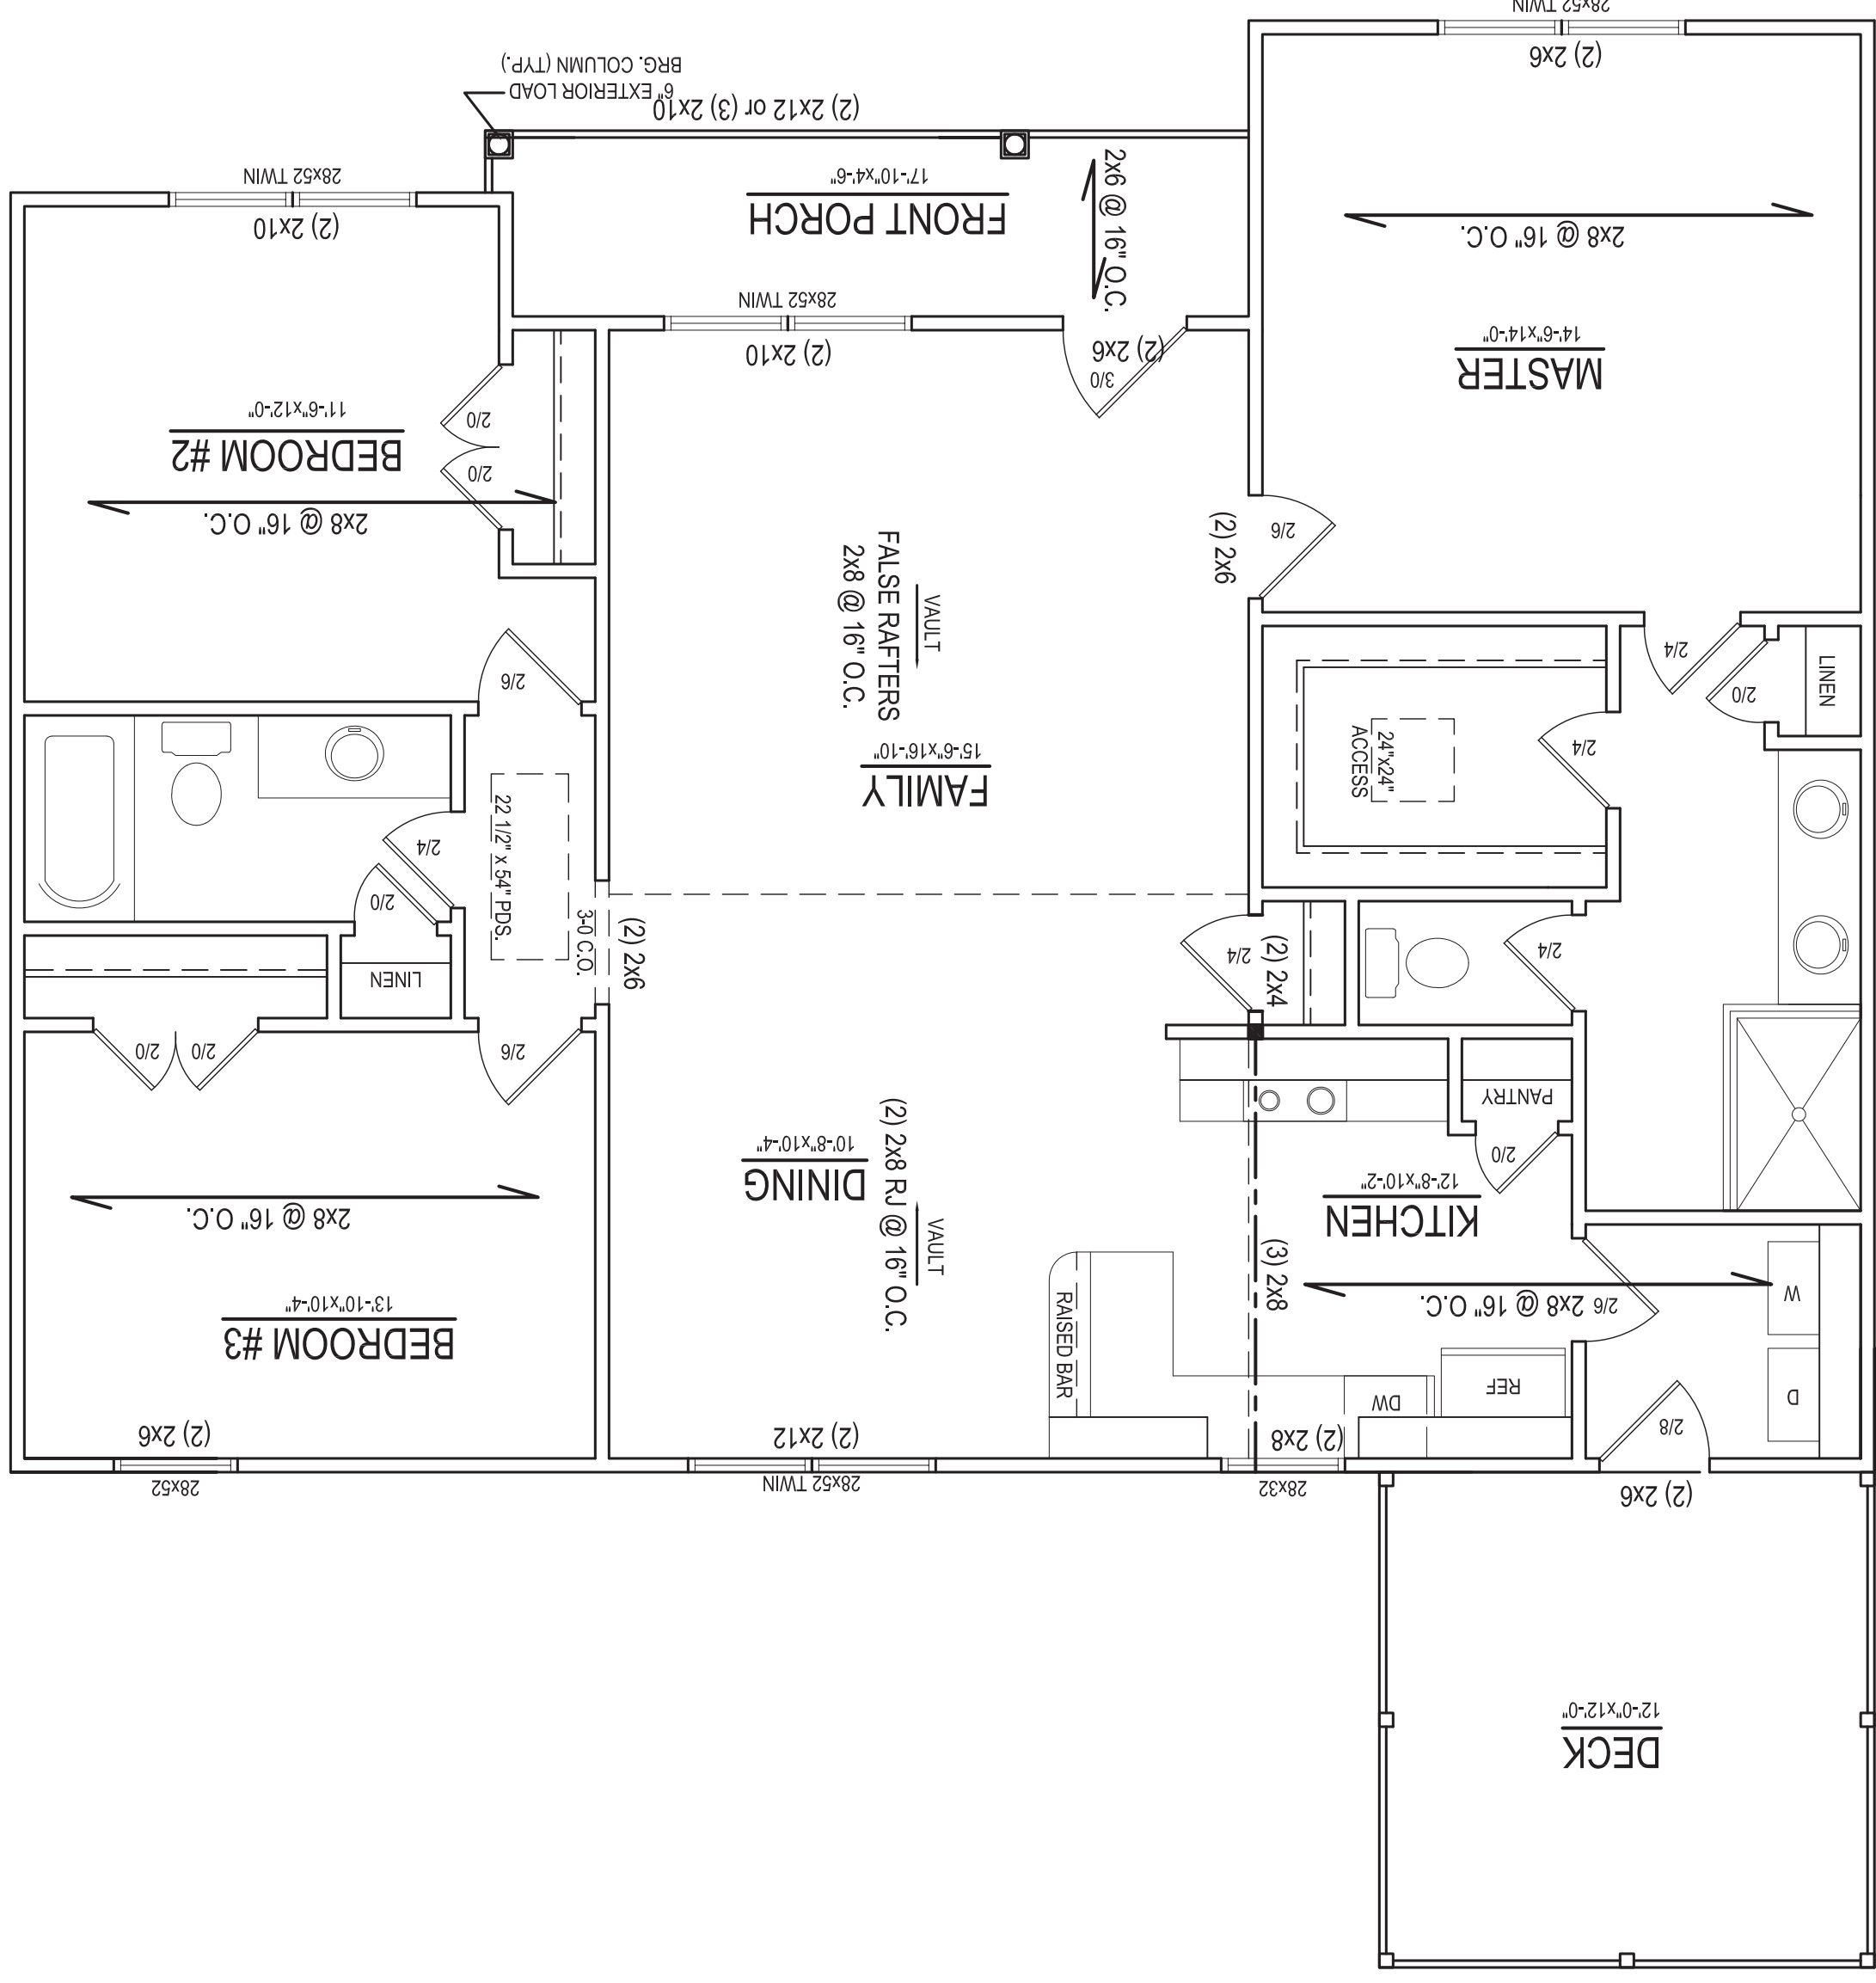 DECK
12'-0"x12'-0"
(2) 2x6
28x32
28x52 TWIN
28x52
2/8
D
W
REF
DW
(2) 2x8
RAISED BAR
(2) 2x12
(2) 2x6
2/6
2x8 @ 16" O.C.
(3) 2x8
KITCHEN
12'-8"x10'-2"
2/0
PANTRY
VAULT
(2) 2x8 RJ @ 16" O.C.
DINING
10'-8"x10'-4"
BEDROOM #3
13'-10"x10'-4"
2x8 @ 16" O.C.
2/6
2/0
2/0
LINEN
2/0
2/4
3-0 C.O.
(2) 2x6
22 1/2" x 54" PDS.
2/4
(2) 2x4
2/4
24"x24"
ACCESS
2/4
2/4
2/0
LINEN
FAMILY
15'-6"x16'-10"
VAULT
FALSE RAFTERS
2x8 @ 16" O.C.
2/6
(2) 2x6
2/6
2x8 @ 16" O.C.
BEDROOM #2
11'-6"x12'-0"
2/0
2/0
MASTER
14'-6"x14'-0"
2x8 @ 16" O.C.
3/0
(2) 2x6
(2) 2x10
28x52 TWIN
2x6 @ 16" O.C.
FRONT PORCH
17'-10"x4'-6"
(2) 2x10
28x52 TWIN
(2) 2x12 or (3) 2x10
6" EXTERIOR LOAD
BRG. COLUMN (TYP.)
(2) 2x6
28x52 TWIN